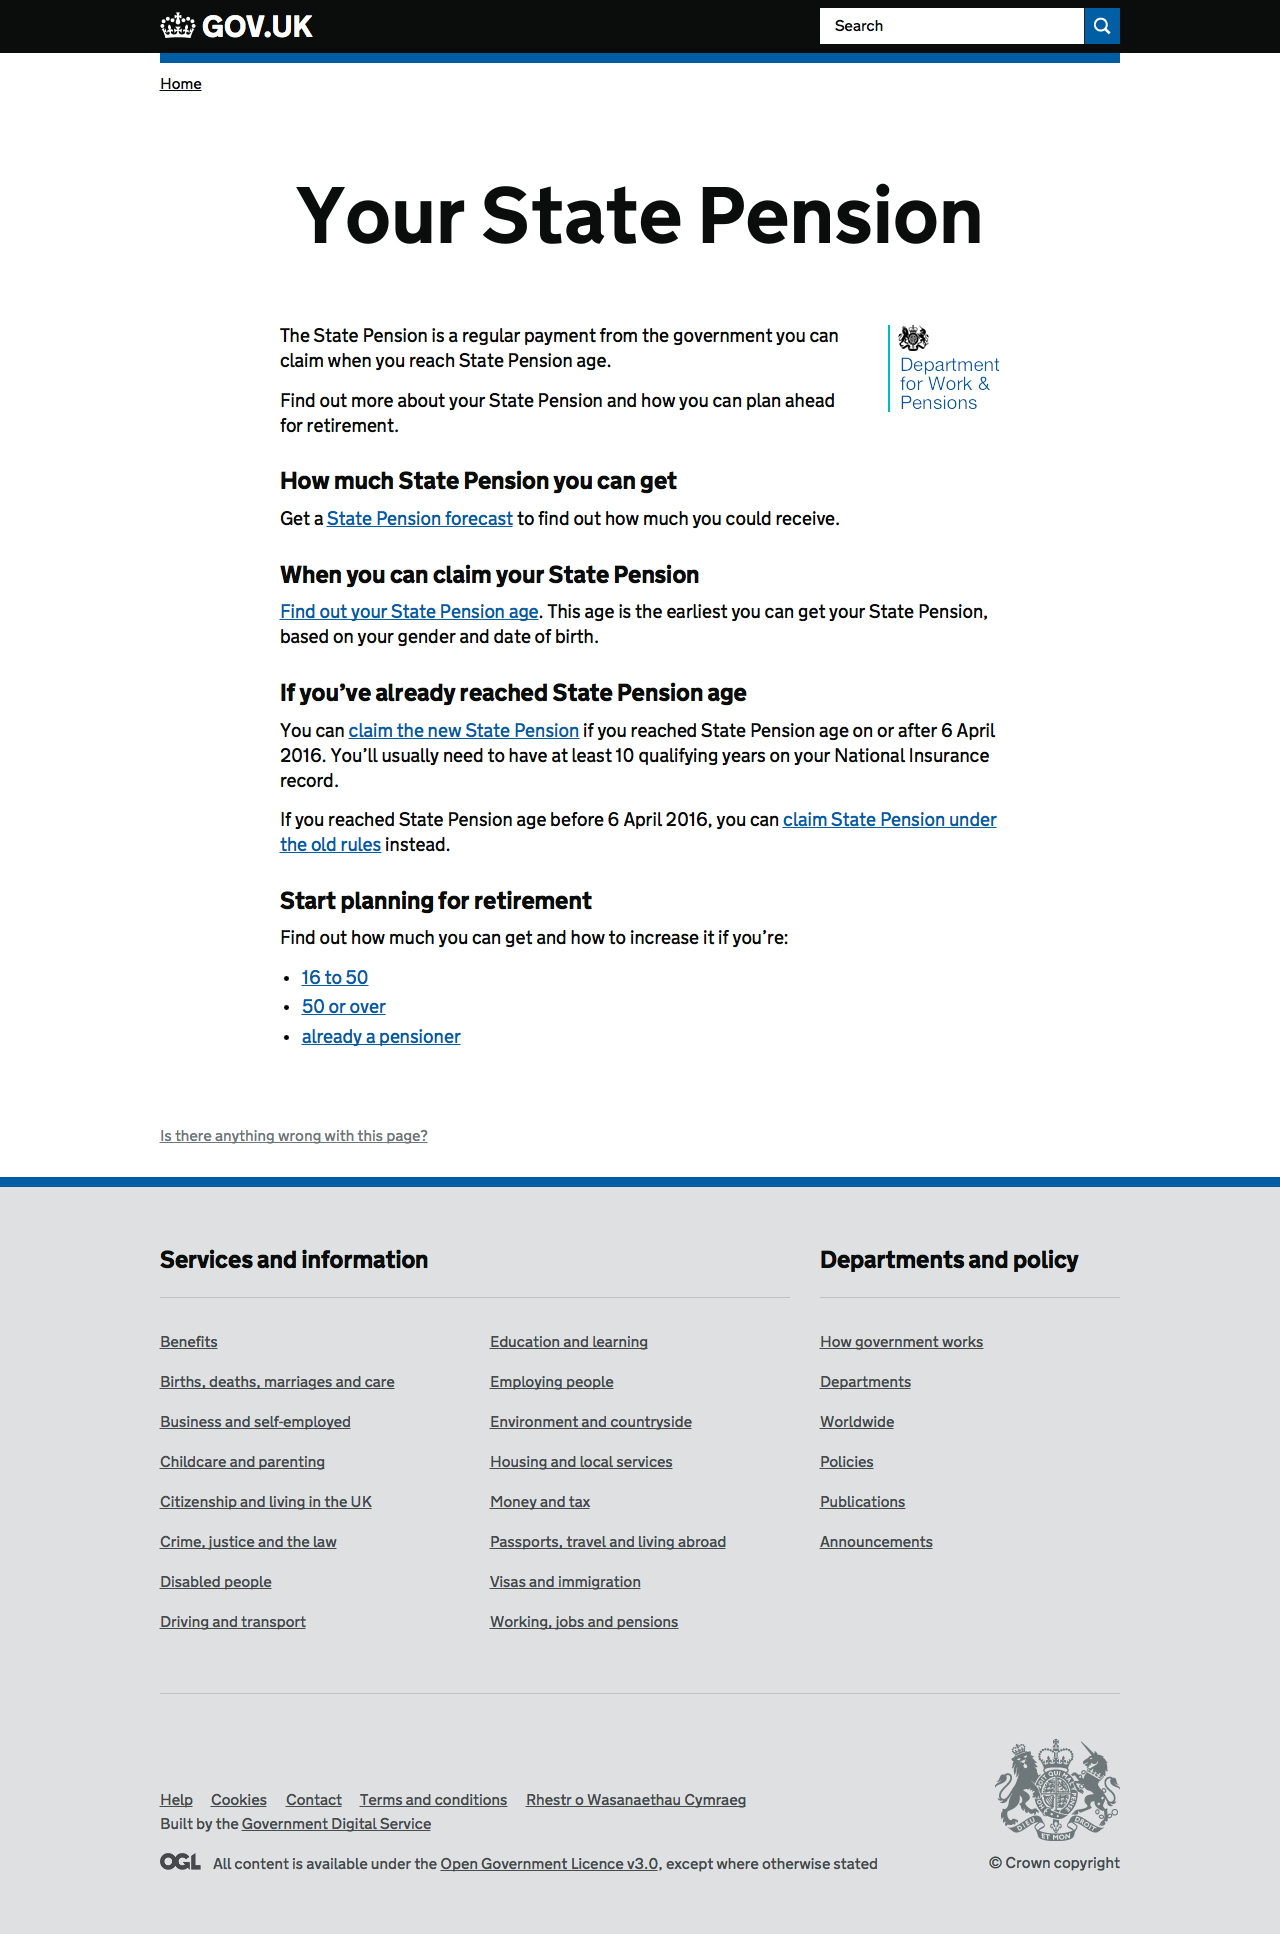 GOV.UK
Search
Home
Your State Pension
The State Pension is a regular payment from the government you can
claim when you reach State Pension age.
Find out more about your State Pension and how you can plan ahead
for retirement.
Department
for Work &
Pensions
How much State Pension you can get
Get a State Pension forecast to find out how much you could receive.
When you can claim your State Pension
Find out your State Pension age. This age is the earliest you can get your State Pension,
based on your gender and date of birth.
If you’ve already reached State Pension age
You can claim the new State Pension if you reached State Pension age on or after 6 April
2016. You’ll usually need to have at least 10 qualifying years on your National Insurance
record.
If you reached State Pension age before 6 April 2016, you can claim State Pension under
the old rules instead.
Start planning for retirement
Find out how much you can get and how to increase it if you’re:
• 16 to 50
• 50 or over
• already a pensioner
Is there anything wrong with this page?
Services and information
Benefits
Births, deaths, marriages and care
Business and self-employed
Childcare and parenting
Citizenship and living in the UK
Crime, justice and the law
Disabled people
Driving and transport
Education and learning
Employing people
Environment and countryside
Housing and local services
Money and tax
Passports, travel and living abroad
Visas and immigration
Working, jobs and pensions
Departments and policy
How government works
Departments
Worldwide
Policies
Publications
Announcements
Help Cookies Contact Terms and conditions Rhestr o Wasanaethau Cymraeg
Built by the Government Digital Service
OGL All content is available under the Open Government Licence v3.0, except where otherwise stated
DIEU ET MON DROIT
© Crown copyright